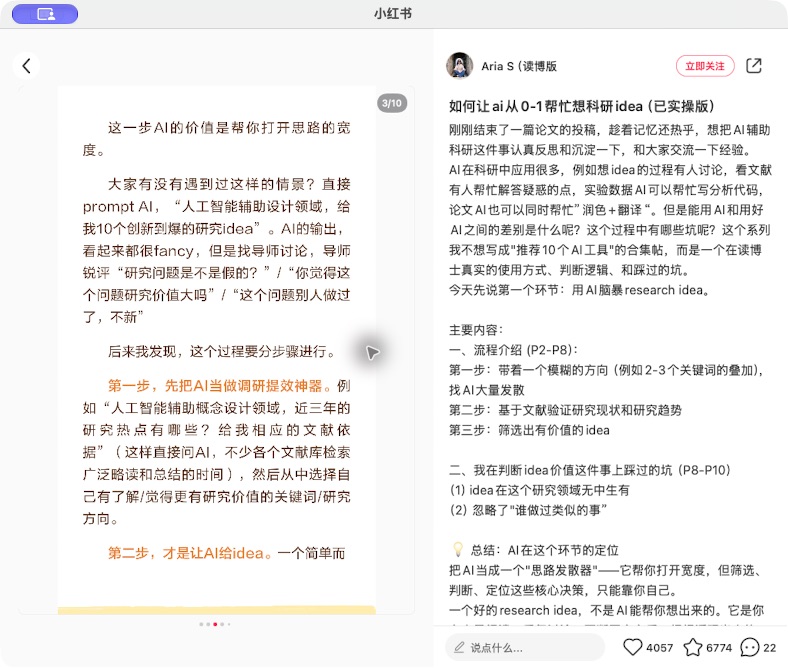 小红书
3/10
这一步AI的价值是帮你打开思路的宽
度。
大家有没有遇到过这样的情景？直接
prompt AI，“人工智能辅助设计领域，给
我10个创新到爆的研究idea”。AI的输出，
看起来都很fancy，但是找导师讨论，导师
锐评“研究问题是不是假的？”/“你觉得这
个问题研究价值大吗”/“这个问题别人做过
了，不新”
后来我发现，这个过程要分步骤进行。
第一步，先把AI当做调研提效神器。例
如“人工智能辅助概念设计领域，近三年的
研究热点有哪些？给我相应的文献依
据”（这样直接问AI，不少各个文献库检索
广泛略读和总结的时间），然后从中选择自
己有了解/觉得更有研究价值的关键词/研究
方向。
第二步，才是让AI给idea。一个简单而
Aria S (读博版
立即关注
如何让ai从0-1帮忙想科研idea（已实操版）
刚刚结束了一篇论文的投稿，趁着记忆还热乎，想把AI辅助
科研这件事认真反思和沉淀一下，和大家交流一下经验。
AI在科研中应用很多，例如想idea的过程有人讨论，看文献
有人帮忙解答疑惑的点，实验数据AI可以帮忙写分析代码，
论文AI也可以同时帮忙”润色+翻译“。但是能用AI和用好
AI之间的差别是什么呢？这个过程中有哪些坑呢？这个系列
我不想写成"推荐10个AI工具"的合集帖，而是一个在读博
士真实的使用方式、判断逻辑、和踩过的坑。
今天先说第一个环节：用AI脑暴research idea。
主要内容：
一、流程介绍 (P2-P8)：
第一步：带着一个模糊的方向 (例如2-3个关键词的叠加)，
找AI大量发散
第二步：基于文献验证研究现状和研究趋势
第三步：筛选出有价值的idea
二、我在判断idea价值这件事上踩过的坑（P8-P10）
(1) idea在这个研究领域无中生有
(2) 忽略了"谁做过类似的事”
💡 总结：AI在这个环节的定位
把AI当成一个"思路发散器"——它帮你打开宽度，但筛选、
判断、定位这些核心决策，只能靠你自己。
一个好的research idea，不是AI能帮你想出来的。它是你
说点什么...
4057
6774
22